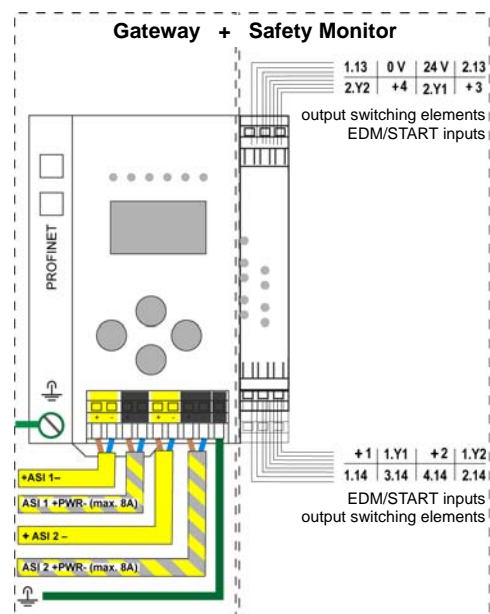 Gateway + Safety Monitor
1.13 0 V 24 V 2.13
2.Y2 +4 2.Y1 +3
output switching elements
EDM/START inputs
PROFINET
+ - + -
+ASI 1–
ASI 1 +PWR- (max. 8A)
+ ASI 2 –
ASI 2 +PWR- (max. 8A)
+1 1.Y1 +2 1.Y2
1.14 3.14 4.14 2.14
EDM/START inputs
output switching elements